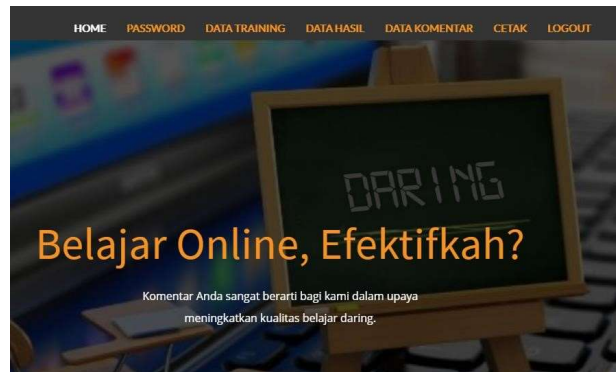 HOME PASSWORD DATA TRAINING DATA HASIL DATA KOMENTAR CETAK LOGOUT
DARING
Belajar Online, Efektifkah?
Komentar Anda sangat berarti bagi kami dalam upaya
meningkatkan kualitas belajar daring.